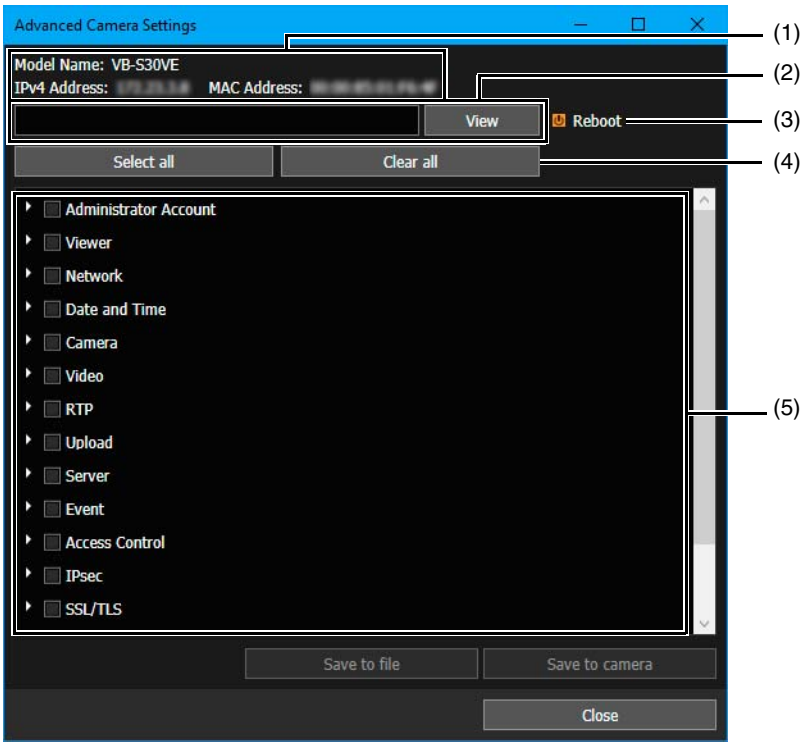 Advanced Camera Settings
(1)
Model Name: VB-S30VE
(2)
IPv4 Address: MAC Address:
View
Reboot
(3)
Select all Clear all
(4)
Administrator Account
Viewer
Network
Date and Time
Camera
Video
RTP
(5)
Upload
Server
Event
Access Control
IPsec
SSL/TLS
Save to file Save to camera
Close